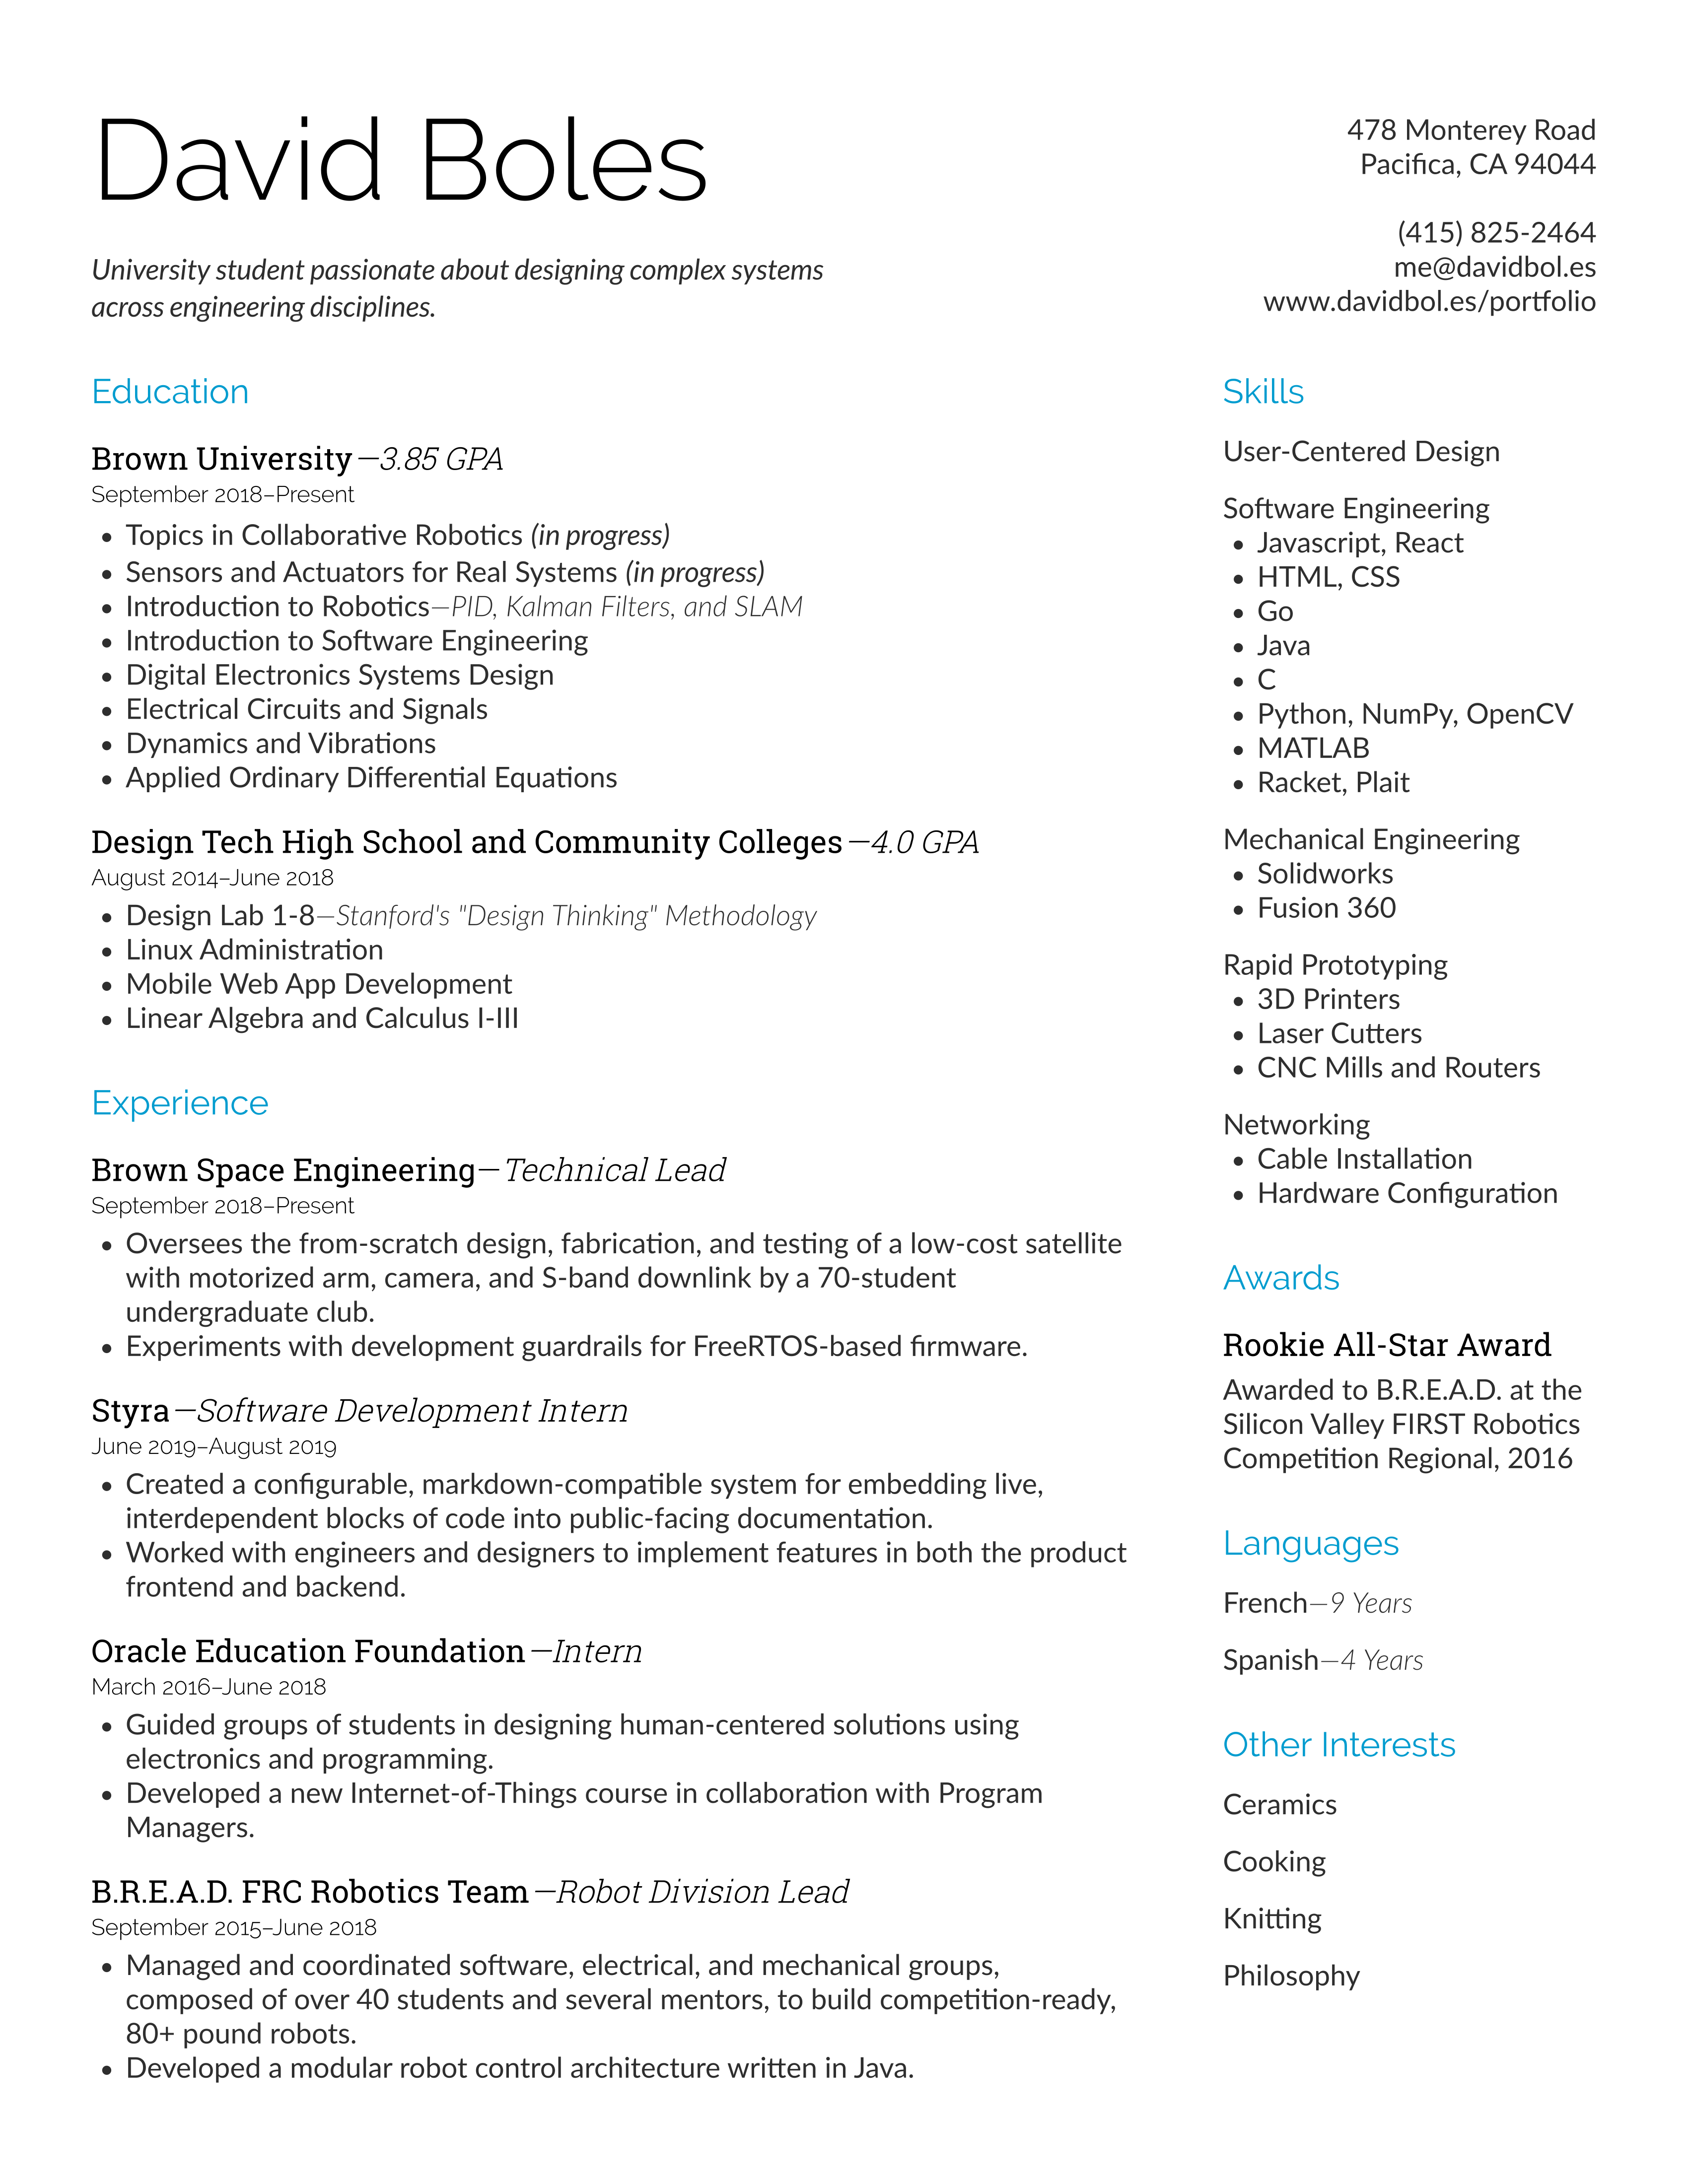 David Boles
University student passionate about designing complex systems
across engineering disciplines.
478 Monterey Road
Pacifica, CA 94044
(415) 825-2464
me@davidbol.es
www.davidbol.es/portfolio
Education
Brown University—3.85 GPA
September 2018–Present
• Topics in Collaborative Robotics (in progress)
• Sensors and Actuators for Real Systems (in progress)
• Introduction to Robotics—PID, Kalman Filters, and SLAM
• Introduction to Software Engineering
• Digital Electronics Systems Design
• Electrical Circuits and Signals
• Dynamics and Vibrations
• Applied Ordinary Differential Equations
Design Tech High School and Community Colleges—4.0 GPA
August 2014–June 2018
• Design Lab 1-8—Stanford's "Design Thinking" Methodology
• Linux Administration
• Mobile Web App Development
• Linear Algebra and Calculus I-III
Experience
Brown Space Engineering—Technical Lead
September 2018–Present
• Oversees the from-scratch design, fabrication, and testing of a low-cost satellite
with motorized arm, camera, and S-band downlink by a 70-student
undergraduate club.
• Experiments with development guardrails for FreeRTOS-based firmware.
Styra—Software Development Intern
June 2019–August 2019
• Created a configurable, markdown-compatible system for embedding live,
interdependent blocks of code into public-facing documentation.
• Worked with engineers and designers to implement features in both the product
frontend and backend.
Oracle Education Foundation—Intern
March 2016–June 2018
• Guided groups of students in designing human-centered solutions using
electronics and programming.
• Developed a new Internet-of-Things course in collaboration with Program
Managers.
B.R.E.A.D. FRC Robotics Team—Robot Division Lead
September 2015–June 2018
• Managed and coordinated software, electrical, and mechanical groups,
composed of over 40 students and several mentors, to build competition-ready,
80+ pound robots.
• Developed a modular robot control architecture written in Java.
Skills
User-Centered Design
Software Engineering
• Javascript, React
• HTML, CSS
• Go
• Java
• C
• Python, NumPy, OpenCV
• MATLAB
• Racket, Plait
Mechanical Engineering
• Solidworks
• Fusion 360
Rapid Prototyping
• 3D Printers
• Laser Cutters
• CNC Mills and Routers
Networking
• Cable Installation
• Hardware Configuration
Awards
Rookie All-Star Award
Awarded to B.R.E.A.D. at the
Silicon Valley FIRST Robotics
Competition Regional, 2016
Languages
French—9 Years
Spanish—4 Years
Other Interests
Ceramics
Cooking
Knitting
Philosophy